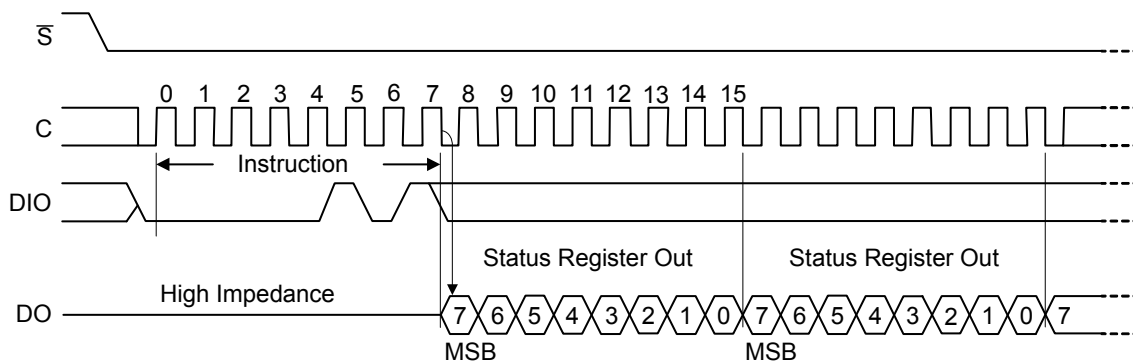 S̅
0 1 2 3 4 5 6 7 8 9 10 11 12 13 14 15
C
Instruction
DIO
Status Register Out Status Register Out
High Impedance
DO 7 6 5 4 3 2 1 0 7 6 5 4 3 2 1 0 7
MSB MSB